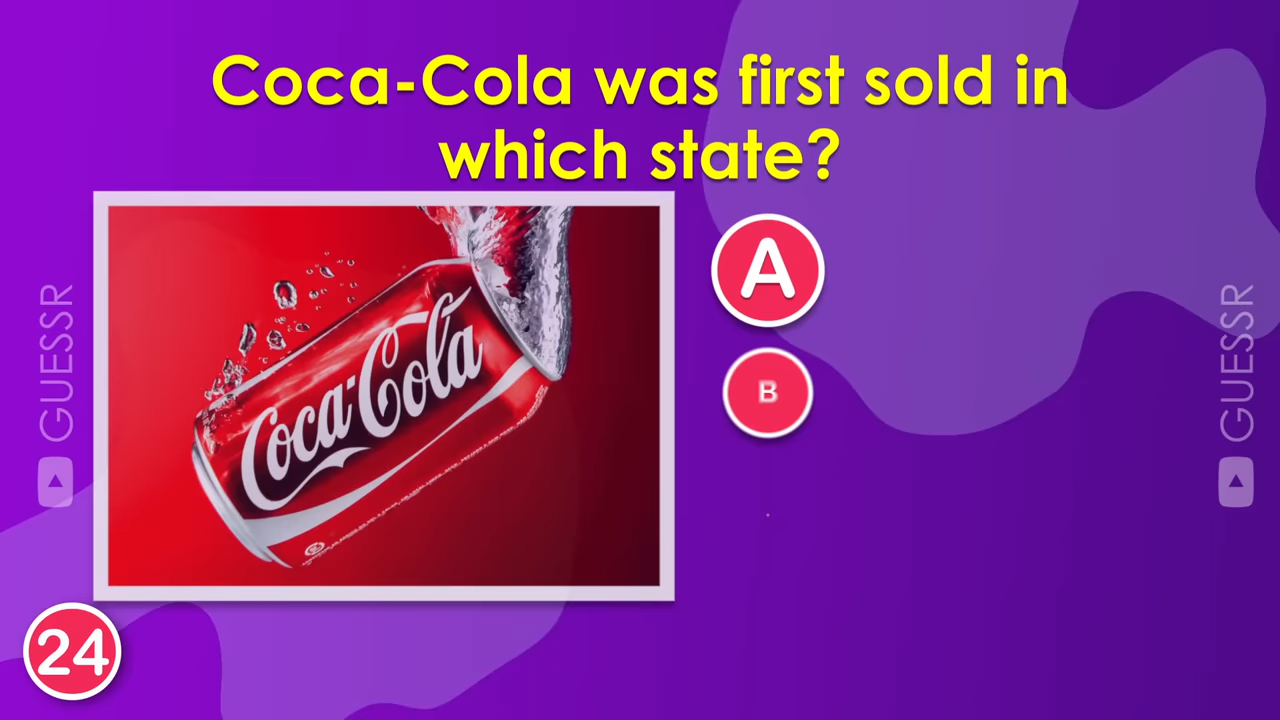 Coca-Cola was first sold in
which state?
A
B
Coca-Cola
24
GUESSR
GUESSR